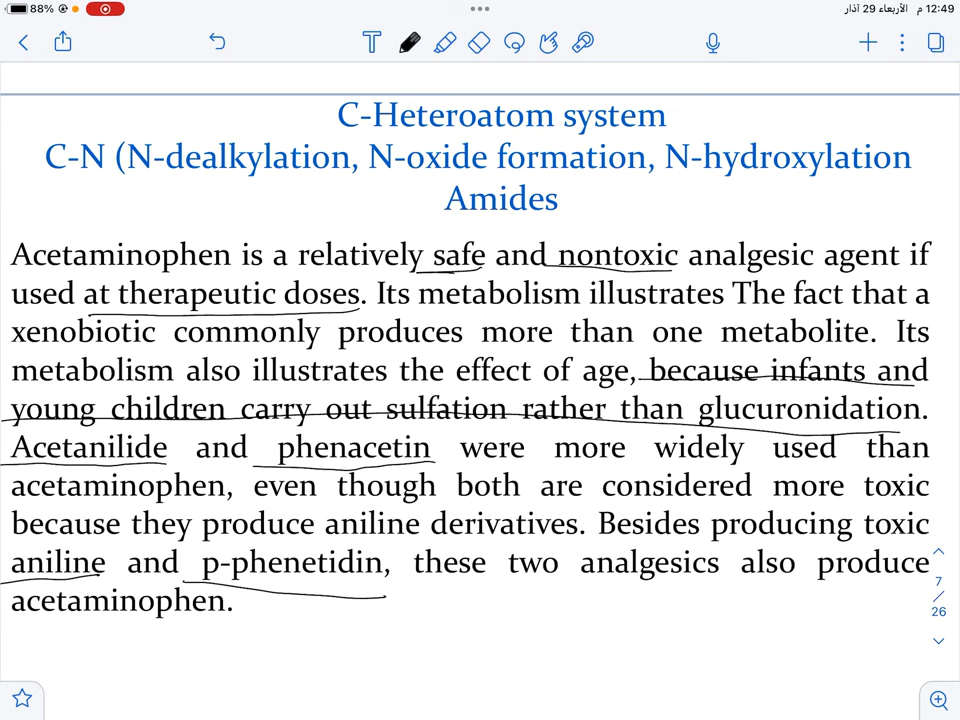 88% 12:49 م الأربعاء 29 آذار
C-Heteroatom system
C-N (N-dealkylation, N-oxide formation, N-hydroxylation
Amides
Acetaminophen is a relatively safe and nontoxic analgesic agent if
used at therapeutic doses. Its metabolism illustrates The fact that a
xenobiotic commonly produces more than one metabolite. Its
metabolism also illustrates the effect of age, because infants and
young children carry out sulfation rather than glucuronidation.
Acetanilide and phenacetin were more widely used than
acetaminophen, even though both are considered more toxic
because they produce aniline derivatives. Besides producing toxic
aniline and p-phenetidin, these two analgesics also produce
acetaminophen.
7
/
26